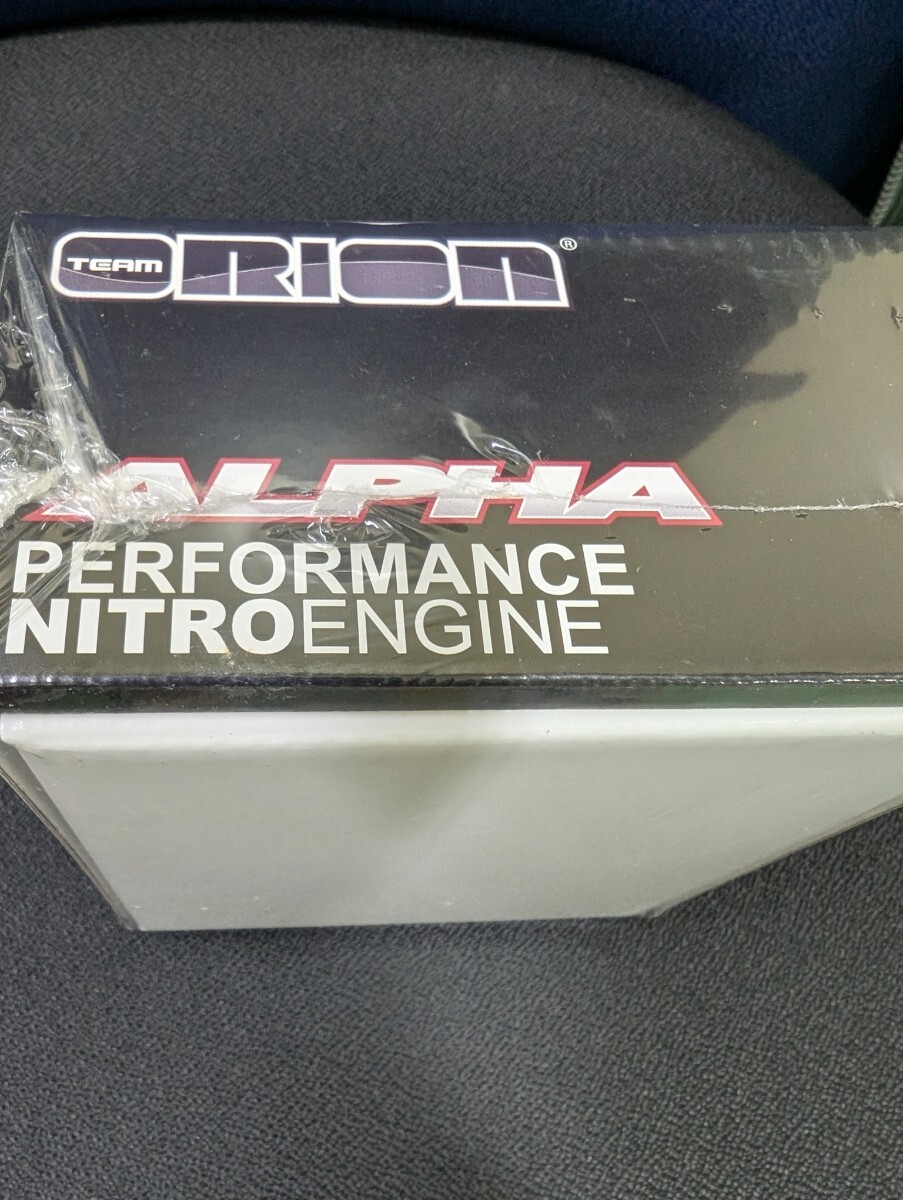 TEAM ORION®
ALPHA
PERFORMANCE
NITROENGINE